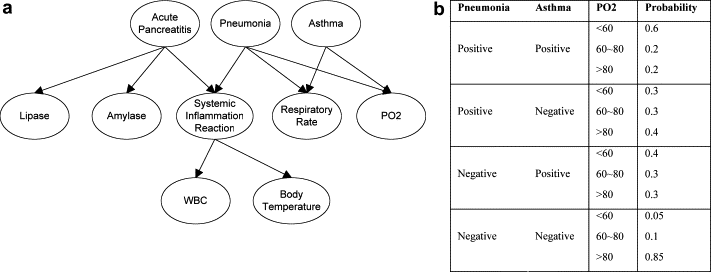 a
Acute
Pancreatitis
Pneumonia
Asthma
Lipase
Amylase
Systemic
Inflammation
Reaction
Respiratory
Rate
PO2
WBC
Body
Temperature
b
Pneumonia Asthma PO2 Probability
<60 0.6
Positive Positive 60~80 0.2
>80 0.2
<60 0.3
Positive Negative 60~80 0.3
>80 0.4
<60 0.4
Negative Positive 60~80 0.3
>80 0.3
<60 0.05
Negative Negative 60~80 0.1
>80 0.85